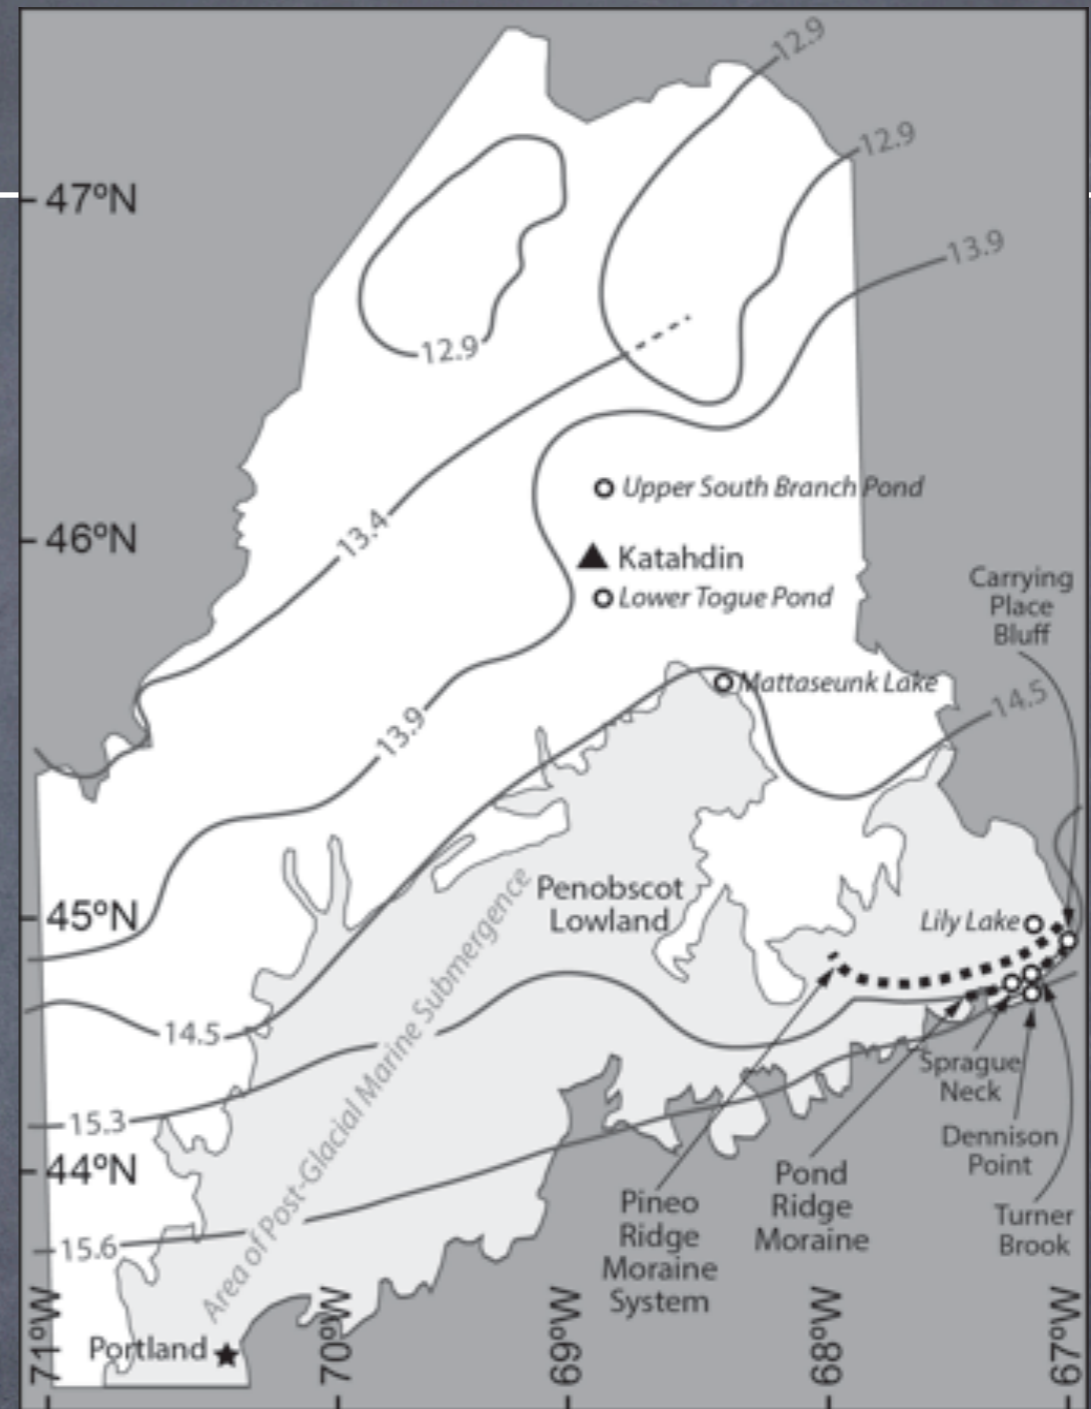 12.9
12.9
47ºN
13.9
12.9
Upper South Branch Pond
13.4
46ºN
Katahdin
Carrying
Place
Bluff
Lower Togue Pond
Mattaseunk Lake
14.5
13.9
Penobscot
Lowland
45ºN
Lily Lake
Area of Post-Glacial Marine Submergence
14.5
Sprague
Neck
15.3
Dennison
Point
44ºN
Pond
Ridge
Moraine
Pineo
Ridge
Moraine
System
Turner
Brook
15.6
Portland
71ºW
70ºW
69ºW
68ºW
67ºW